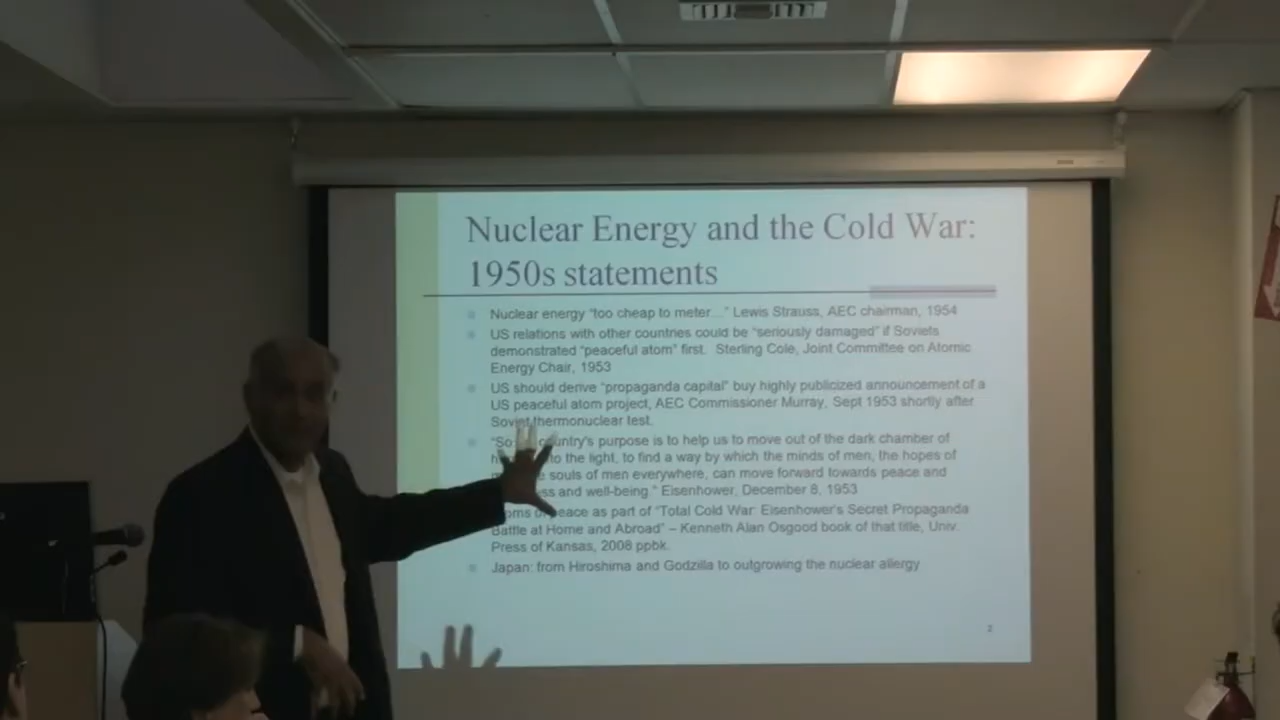 Nuclear Energy and the Cold War:
1950s statements
Nuclear energy “too cheap to meter…” Lewis Strauss, AEC chairman, 1954
US relations with other countries could be “seriously damaged” if Soviets
demonstrated “peaceful atom” first. Sterling Cole, Joint Committee on Atomic
Energy Chair, 1953
US should derive “propaganda capital” buy highly publicized announcement of a
US peaceful atom project, AEC Commissioner Murray, Sept 1953 shortly after
Soviet thermonuclear test.
country's purpose is to help us to move out of the dark chamber of
the light, to find a way by which the minds of men, the hopes of
souls of men everywhere, can move forward towards peace and
and well-being.” Eisenhower, December 8, 1953
peace as part of “Total Cold War: Eisenhower's Secret Propaganda
Battle at Home and Abroad” – Kenneth Alan Osgood book of that title, Univ.
Press of Kansas, 2008 ppbk.
Japan: from Hiroshima and Godzilla to outgrowing the nuclear allergy
2